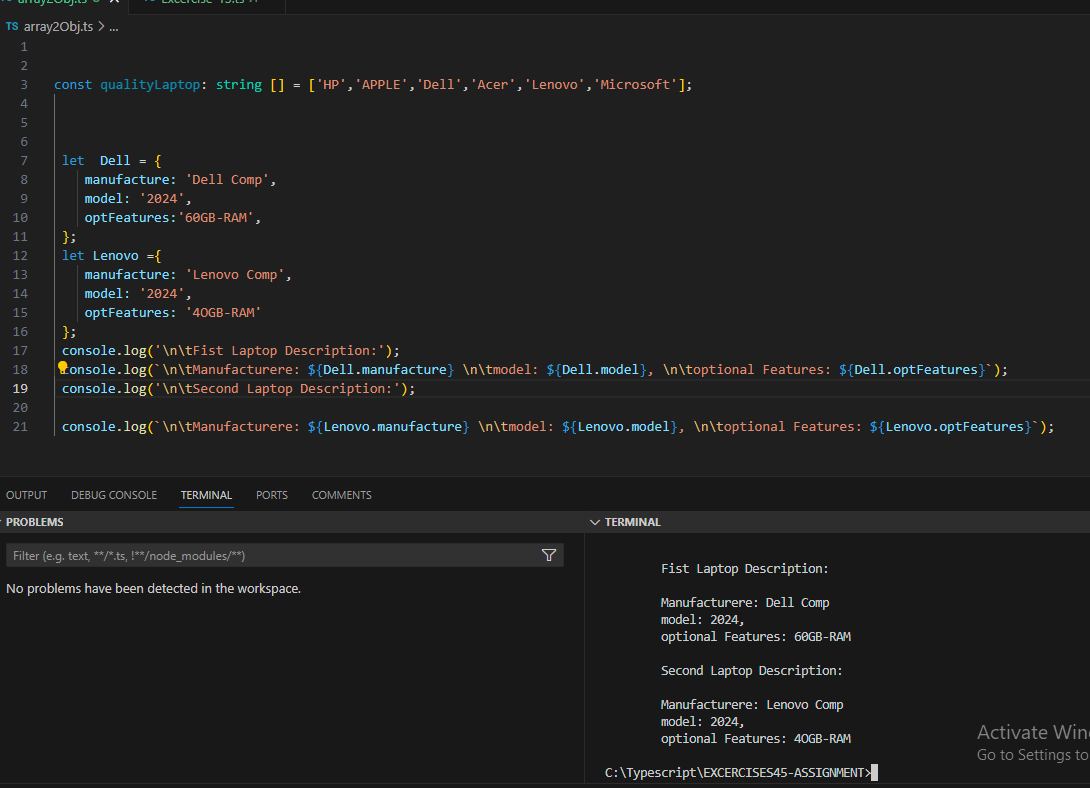 array2Obj.ts
Excercise-45.ts
TS array2Obj.ts > ...
1
2
3 const qualityLaptop: string [] = ['HP','APPLE','Dell','Acer','Lenovo','Microsoft'];
4
5
6
7 let  Dell = {
8 manufacture: 'Dell Comp',
9 model: '2024',
10 optFeatures:'60GB-RAM',
11 };
12 let Lenovo ={
13 manufacture: 'Lenovo Comp',
14 model: '2024',
15 optFeatures: '4OGB-RAM'
16 };
17 console.log('\n\tFist Laptop Description:');
18 console.log(`\n\tManufacturere: ${Dell.manufacture} \n\tmodel: ${Dell.model}, \n\toptional Features: ${Dell.optFeatures}`);
19 console.log('\n\tSecond Laptop Description:');
20
21 console.log(`\n\tManufacturere: ${Lenovo.manufacture} \n\tmodel: ${Lenovo.model}, \n\toptional Features: ${Lenovo.optFeatures}`);
OUTPUT DEBUG CONSOLE TERMINAL PORTS COMMENTS
PROBLEMS
Filter (e.g. text, **/*.ts, !**/node_modules/**)
No problems have been detected in the workspace.
TERMINAL
Fist Laptop Description:
Manufacturere: Dell Comp
model: 2024,
optional Features: 60GB-RAM
Second Laptop Description:
Manufacturere: Lenovo Comp
model: 2024,
optional Features: 4OGB-RAM
C:\Typescript\EXCERCISES45-ASSIGNMENT>
Activate Win
Go to Settings to